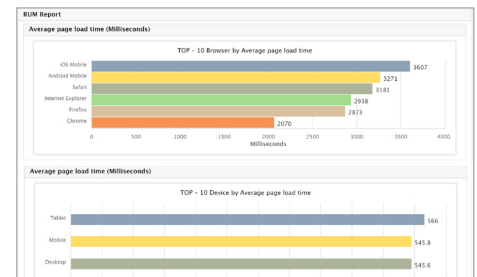 RUM Report
Average page load time (Milliseconds)
TOP - 10 Browser by Average page load time
iOS Mobile 3607
Android Mobile 3271
Safari 3181
Internet Explorer 2938
Firefox 2873
Chrome 2070
0 500 1000 1500 2000 2500 3000 3500 4000
Milliseconds
Average page load time (Milliseconds)
TOP - 10 Device by Average page load time
Tablet 566
Mobile 545.8
Desktop 545.6